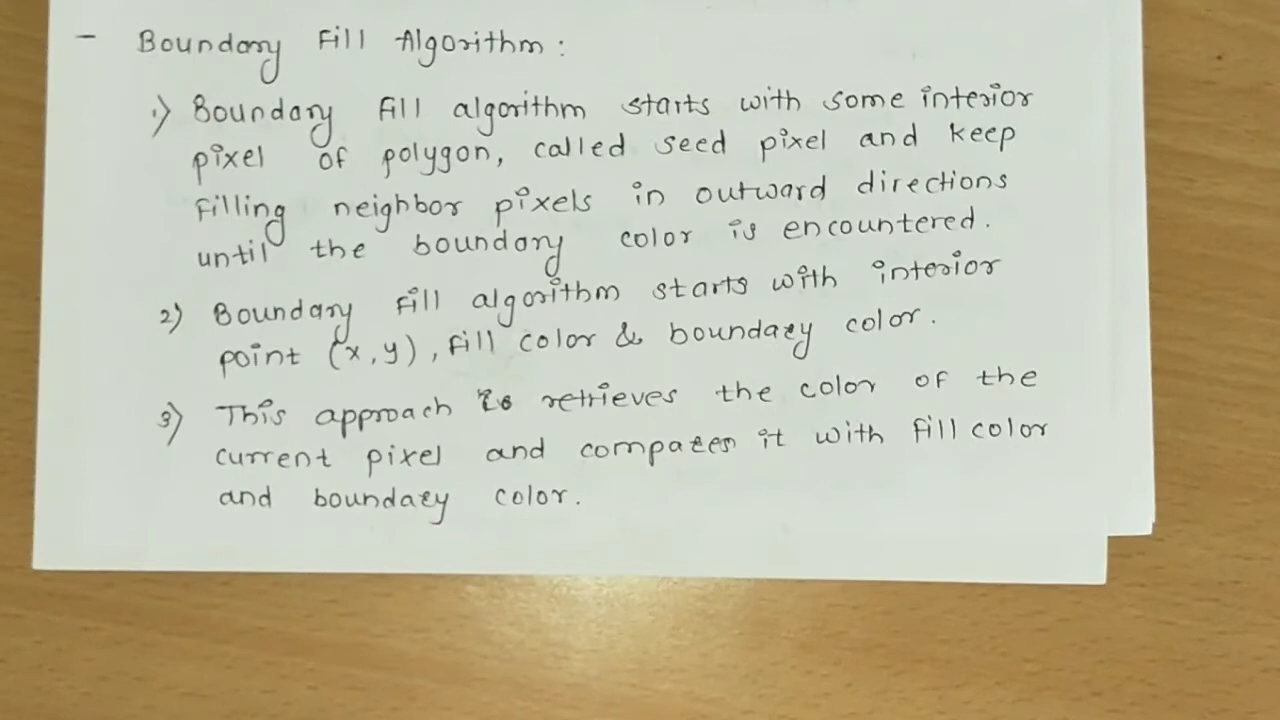 - Boundary Fill Algorithm:
1) Boundary fill algorithm starts with some interior
pixel of polygon, called seed pixel and keep
filling neighbor pixels in outward directions
until the boundary color is encountered.
2) Boundary fill algorithm starts with interior
point (x,y), fill color & boundary color.
3) This approach retrieves the color of the
current pixel and compares it with fill color
and boundary color.